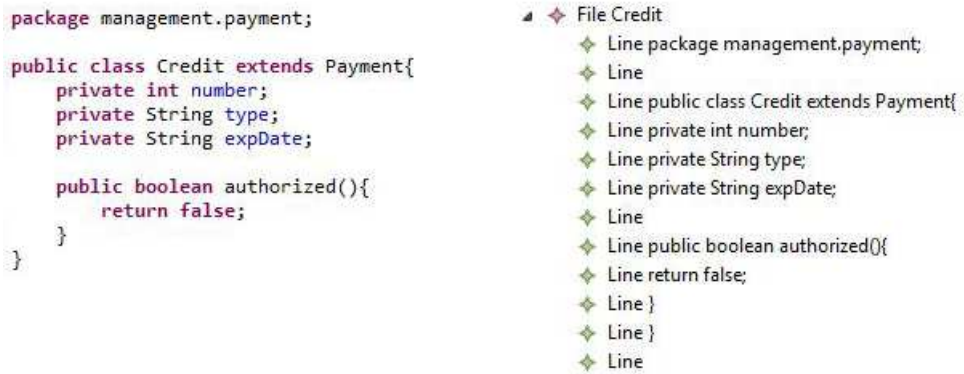 package management.payment;
public class Credit extends Payment{
private int number;
private String type;
private String expDate;
public boolean authorized(){
return false;
}
}
File Credit
Line package management.payment;
Line
Line public class Credit extends Payment{
Line private int number;
Line private String type;
Line private String expDate;
Line
Line public boolean authorized(){
Line return false;
Line }
Line }
Line